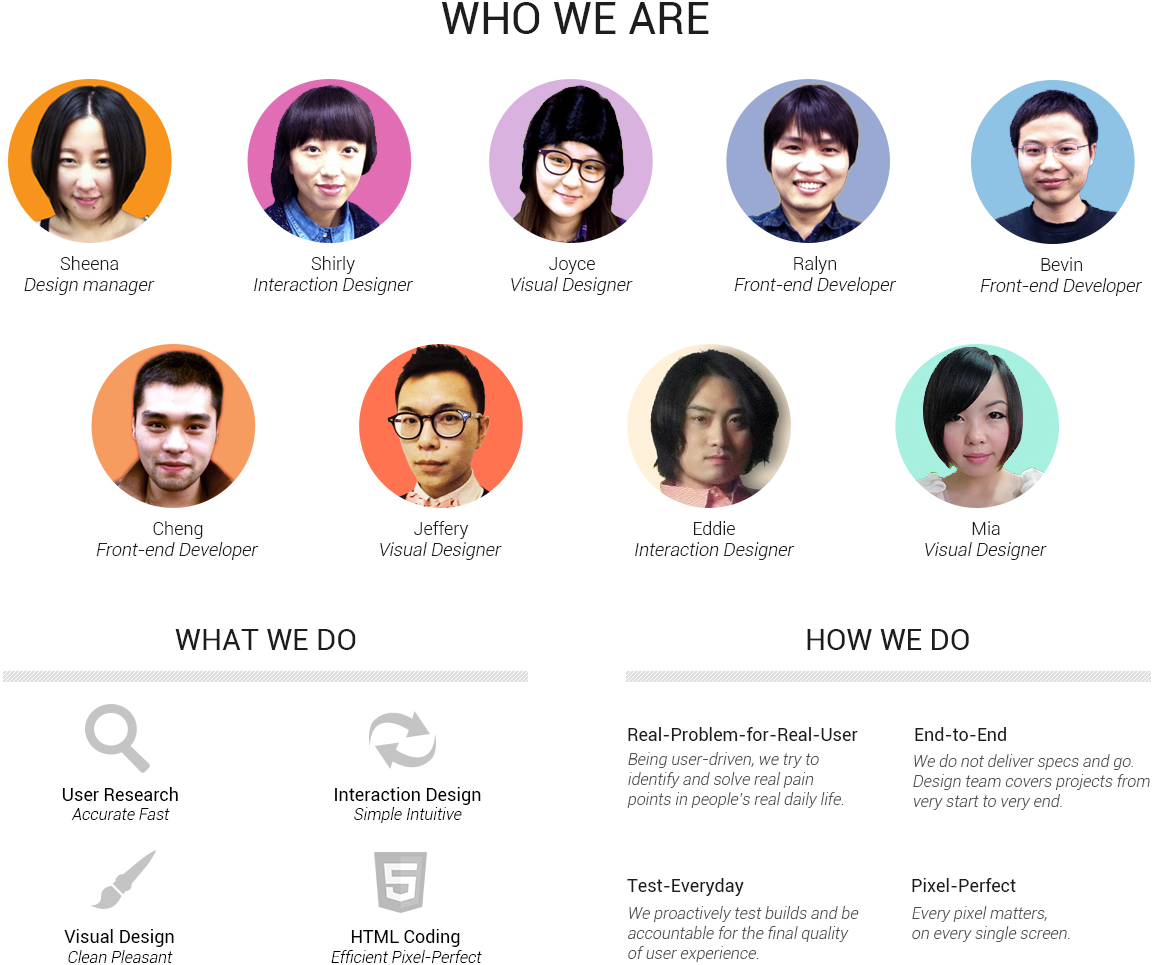 WHO WE ARE
Sheena
Design manager
Shirly
Interaction Designer
Joyce
Visual Designer
Ralyn
Front-end Developer
Bevin
Front-end Developer
Cheng
Front-end Developer
Jeffery
Visual Designer
Eddie
Interaction Designer
Mia
Visual Designer
WHAT WE DO
User Research
Accurate Fast
Interaction Design
Simple Intuitive
5
Visual Design
Clean Pleasant
HTML Coding
Efficient Pixel-Perfect
HOW WE DO
Real-Problem-for-Real-User
Being user-driven, we try to
identify and solve real pain
points in people's real daily life.
End-to-End
We do not deliver specs and go.
Design team covers projects from
very start to very end.
Test-Everyday
We proactively test builds and be
accountable for the final quality
of user experience.
Pixel-Perfect
Every pixel matters,
on every single screen.